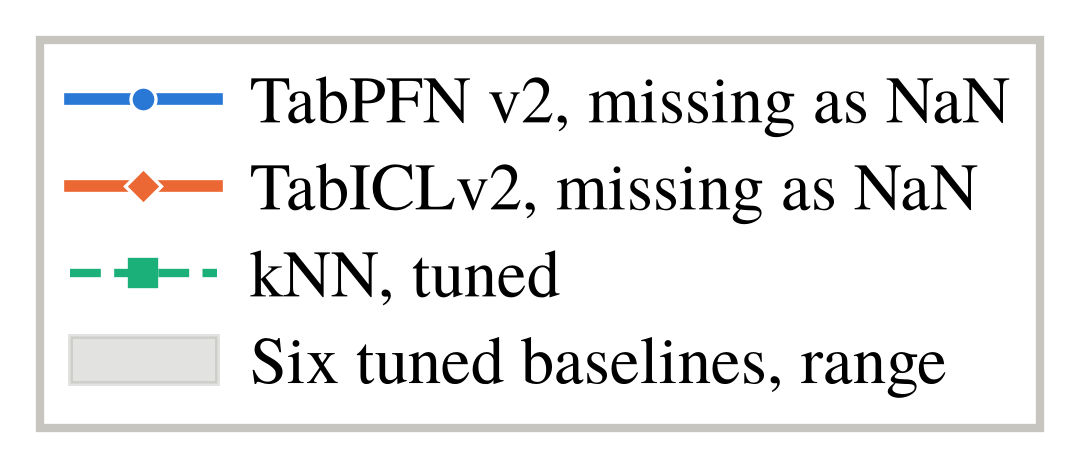 TabPFN v2, missing as NaN
TabICLv2, missing as NaN
kNN, tuned
Six tuned baselines, range